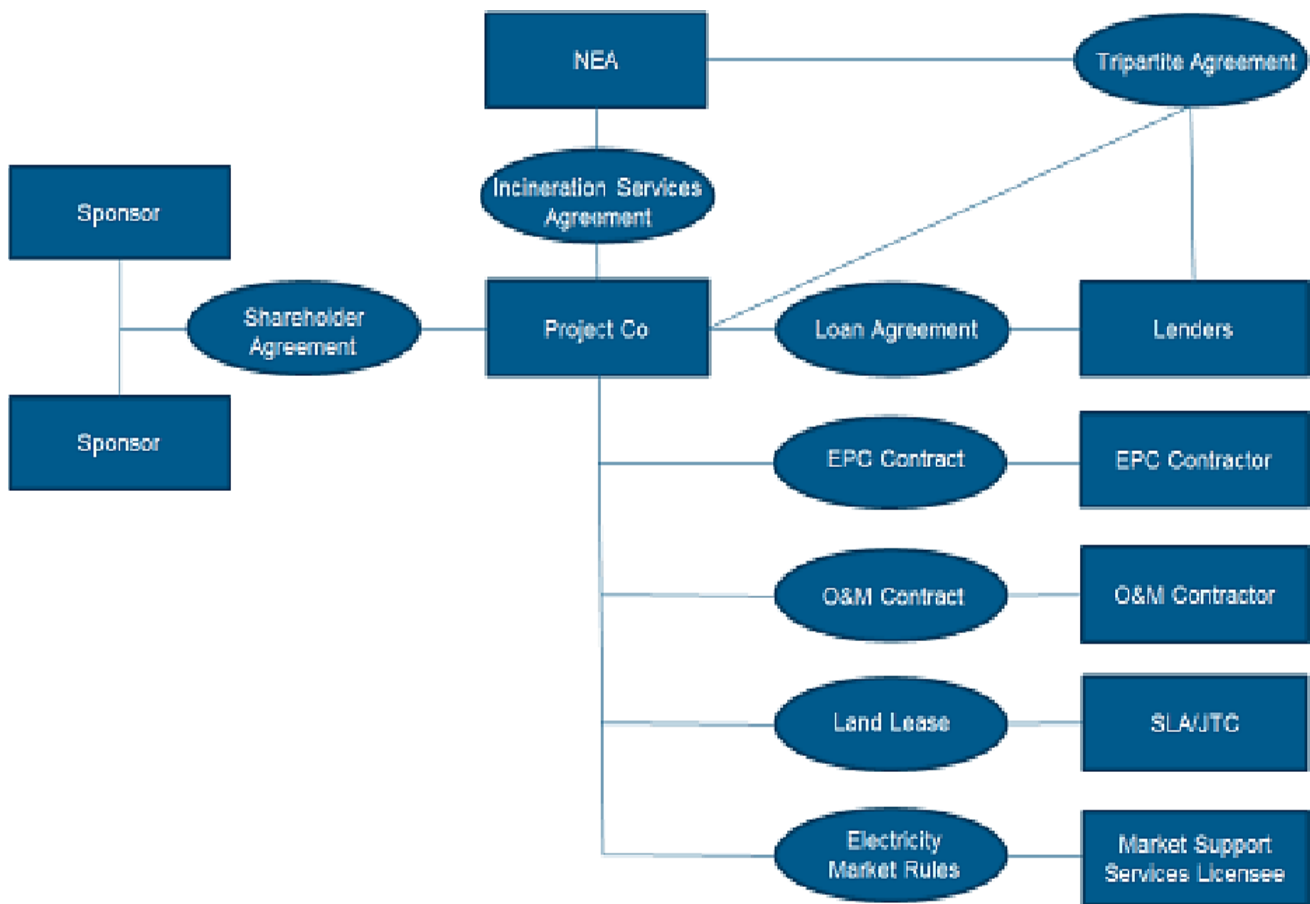 NEA
Tripartite Agreement
Incineration Services
Agreement
Sponsor
Shareholder
Agreement
Project Co
Loan Agreement
Lenders
Sponsor
EPC Contract
EPC Contractor
O&M Contract
O&M Contractor
Land Lease
SLA/JTC
Electricity
Market Rules
Market Support
Services Licensee